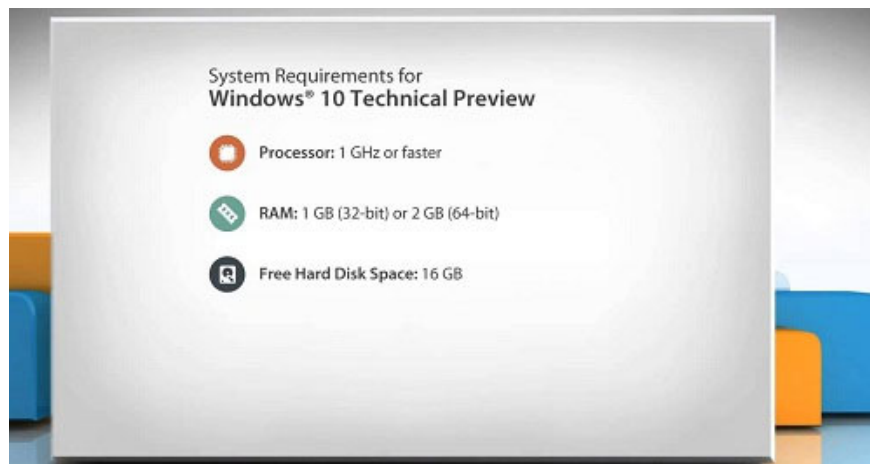 System Requirements for
Windows® 10 Technical Preview
Processor: 1 GHz or faster
RAM: 1 GB (32-bit) or 2 GB (64-bit)
Free Hard Disk Space: 16 GB